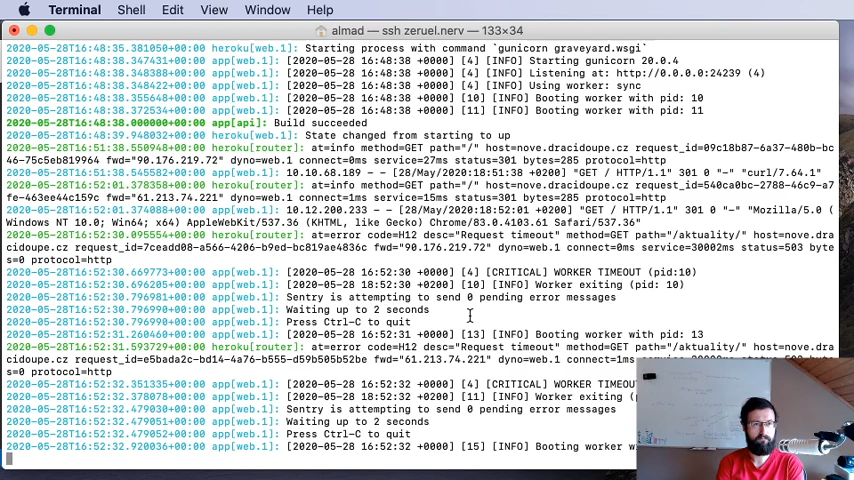 Terminal Shell Edit View Window Help
almad — ssh zeruel.nerv — 133×34
2020-05-28T16:48:35.381050+00:00 heroku[web.1]: Starting process with command `gunicorn graveyard.wsgi`
2020-05-28T16:48:38.347431+00:00 app[web.1]: [2020-05-28 16:48:38 +0000] [4] [INFO] Starting gunicorn 20.0.4
2020-05-28T16:48:38.348388+00:00 app[web.1]: [2020-05-28 16:48:38 +0000] [4] [INFO] Listening at: http://0.0.0.0:24239 (4)
2020-05-28T16:48:38.348422+00:00 app[web.1]: [2020-05-28 16:48:38 +0000] [4] [INFO] Using worker: sync
2020-05-28T16:48:38.355648+00:00 app[web.1]: [2020-05-28 16:48:38 +0000] [10] [INFO] Booting worker with pid: 10
2020-05-28T16:48:38.372534+00:00 app[web.1]: [2020-05-28 16:48:38 +0000] [11] [INFO] Booting worker with pid: 11
2020-05-28T16:48:38.000000+00:00 app[api]: Build succeeded
2020-05-28T16:48:39.948032+00:00 heroku[web.1]: State changed from starting to up
2020-05-28T16:51:38.550948+00:00 heroku[router]: at=info method=GET path="/" host=nove.dracidoupe.cz request_id=09c18b87-6a37-480b-bc
46-75c5eb819964 fwd="90.176.219.72" dyno=web.1 connect=0ms service=27ms status=301 bytes=285 protocol=http
2020-05-28T16:51:38.545582+00:00 app[web.1]: 10.10.68.189 - - [28/May/2020:18:51:38 +0200] "GET / HTTP/1.1" 301 0 "-" "curl/7.64.1"
2020-05-28T16:52:01.378358+00:00 heroku[router]: at=info method=GET path="/" host=nove.dracidoupe.cz request_id=540ca0bc-2788-46c9-a7
fe-463ee44c159c fwd="61.213.74.221" dyno=web.1 connect=1ms service=15ms status=301 bytes=285 protocol=http
2020-05-28T16:52:01.374088+00:00 app[web.1]: 10.12.200.233 - - [28/May/2020:18:52:01 +0200] "GET / HTTP/1.1" 301 0 "-" "Mozilla/5.0 (
Windows NT 10.0; Win64; x64) AppleWebKit/537.36 (KHTML, like Gecko) Chrome/83.0.4103.61 Safari/537.36"
2020-05-28T16:52:30.095554+00:00 heroku[router]: at=error code=H12 desc="Request timeout" method=GET path="/aktuality/" host=nove.dra
cidoupe.cz request_id=7ceadd08-a566-4206-b9ed-bc819ae4836c fwd="90.176.219.72" dyno=web.1 connect=0ms service=30002ms status=503 byte
s=0 protocol=http
2020-05-28T16:52:30.669773+00:00 app[web.1]: [2020-05-28 16:52:30 +0000] [4] [CRITICAL] WORKER TIMEOUT (pid:10)
2020-05-28T16:52:30.696205+00:00 app[web.1]: [2020-05-28 18:52:30 +0200] [10] [INFO] Worker exiting (pid: 10)
2020-05-28T16:52:30.796981+00:00 app[web.1]: Sentry is attempting to send 0 pending error messages
2020-05-28T16:52:30.796990+00:00 app[web.1]: Waiting up to 2 seconds
2020-05-28T16:52:30.796990+00:00 app[web.1]: Press Ctrl-C to quit
2020-05-28T16:52:31.260460+00:00 app[web.1]: [2020-05-28 16:52:31 +0000] [13] [INFO] Booting worker with pid: 13
2020-05-28T16:52:31.593729+00:00 heroku[router]: at=error code=H12 desc="Request timeout" method=GET path="/aktuality/" host=nove.dra
cidoupe.cz request_id=e5bada2c-bd14-4a76-b555-d59b505b52be fwd="61.213.74.221" dyno=web.1 connect=1ms
s=0 protocol=http
2020-05-28T16:52:32.351335+00:00 app[web.1]: [2020-05-28 16:52:32 +0000] [4] [CRITICAL] WORKER TIMEOUT
2020-05-28T16:52:32.378078+00:00 app[web.1]: [2020-05-28 18:52:32 +0200] [11] [INFO] Worker exiting (
2020-05-28T16:52:32.479030+00:00 app[web.1]: Sentry is attempting to send 0 pending error messages
2020-05-28T16:52:32.479051+00:00 app[web.1]: Waiting up to 2 seconds
2020-05-28T16:52:32.479052+00:00 app[web.1]: Press Ctrl-C to quit
2020-05-28T16:52:32.920036+00:00 app[web.1]: [2020-05-28 16:52:32 +0000] [15] [INFO] Booting worker